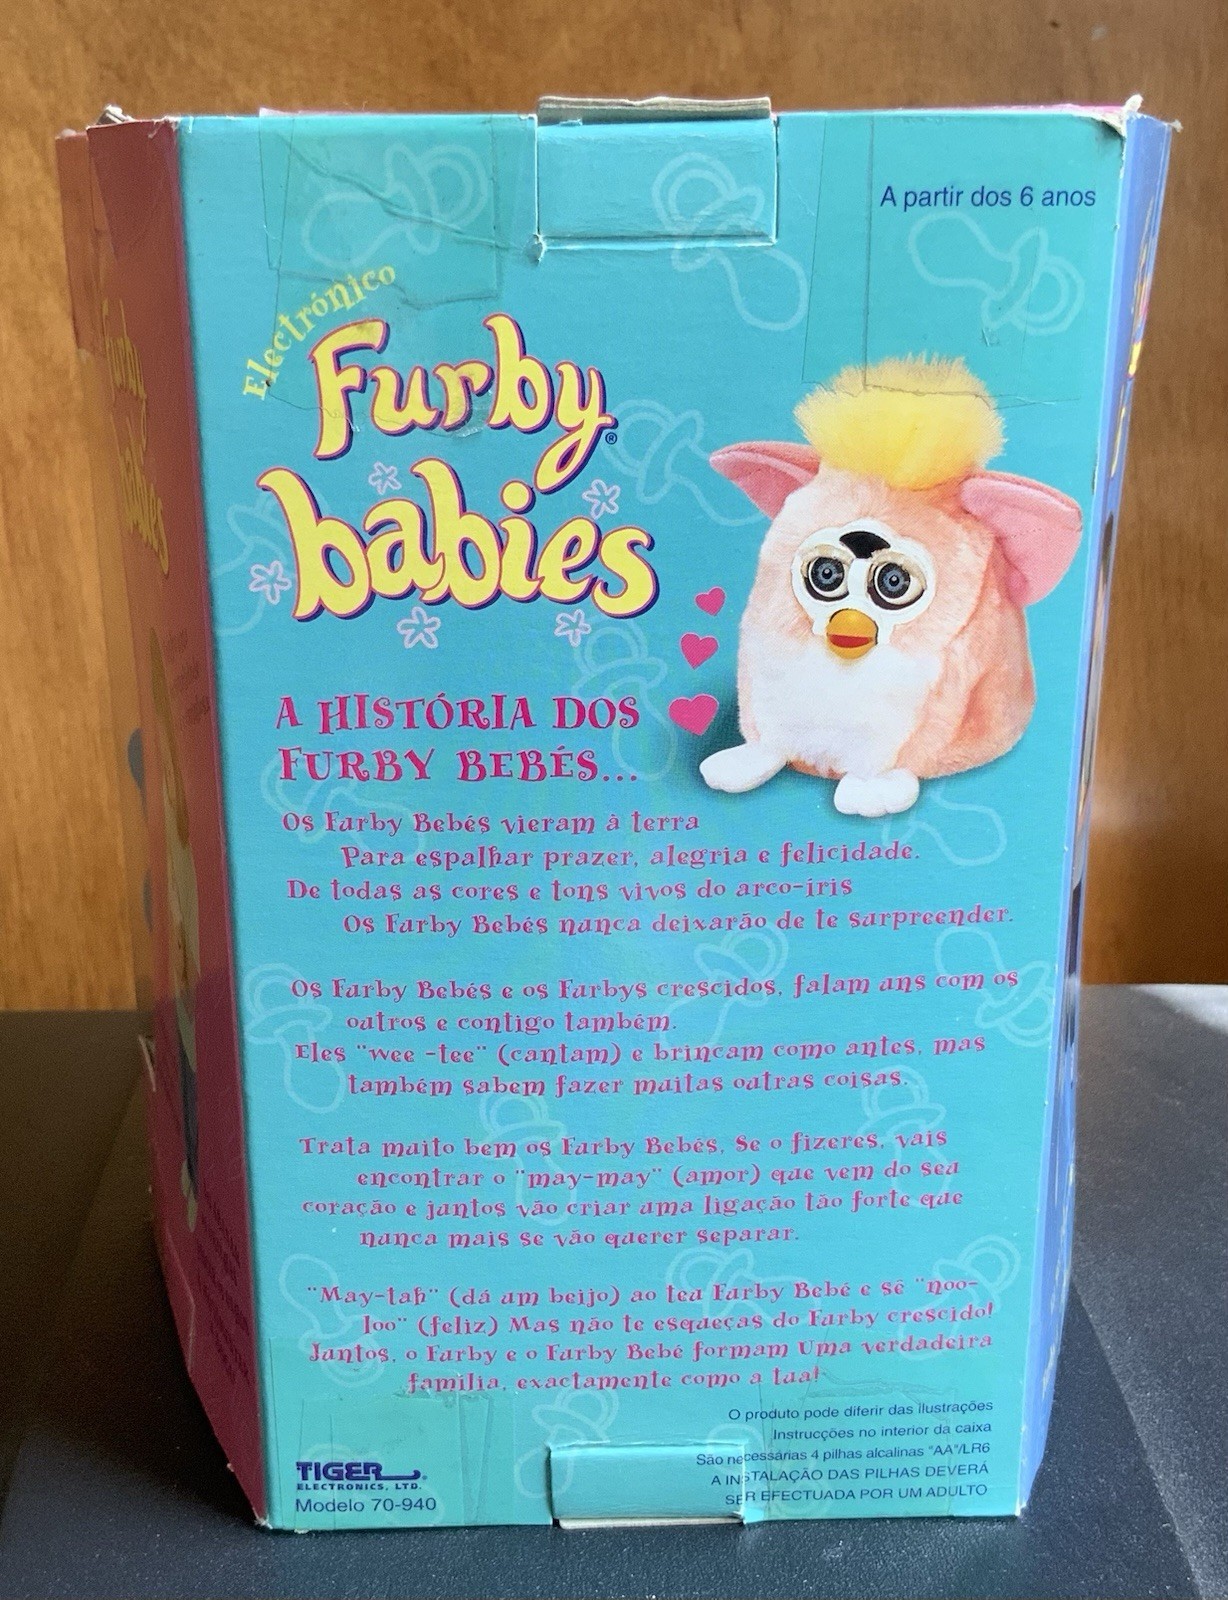 A partir dos 6 anos
Electrónico
Furby®
babies
A HISTÓRIA DOS
FURBY BEBÉS...
Os Furby Bebés vieram à terra
Para espalhar prazer, alegria e felicidade.
De todas as cores e tons vivos do arco-íris
Os Furby Bebés nunca deixarão de te surpreender.
Os Furby Bebés e os Furbys crescidos, falam uns com os
outros e contigo também.
Eles "wee -tee" (cantam) e brincam como antes, mas
também sabem fazer muitas outras coisas.
Trata muito bem os Furby Bebés, Se o fizeres, vais
encontrar o "may-may" (amor) que vem do seu
coração e juntos vão criar uma ligação tão forte que
nunca mais se vão querer separar.
"May-tah" (dá um beijo) ao teu Furby Bebé e sê "noo-
loo" (feliz) Mas não te esqueças do Furby crescido!
Juntos, o Furby e o Furby Bebé formam Uma verdadeira
familia, exactamente como a tua!
O produto pode diferir das ilustrações
Instrucções no interior da caixa
São necessárias 4 pilhas alcalinas "AA"/LR6
A INSTALAÇÃO DAS PILHAS DEVERÁ
SER EFECTUADA POR UM ADULTO
TIGER®
ELECTRONICS, LTD.
Modelo 70-940
Furby
babies